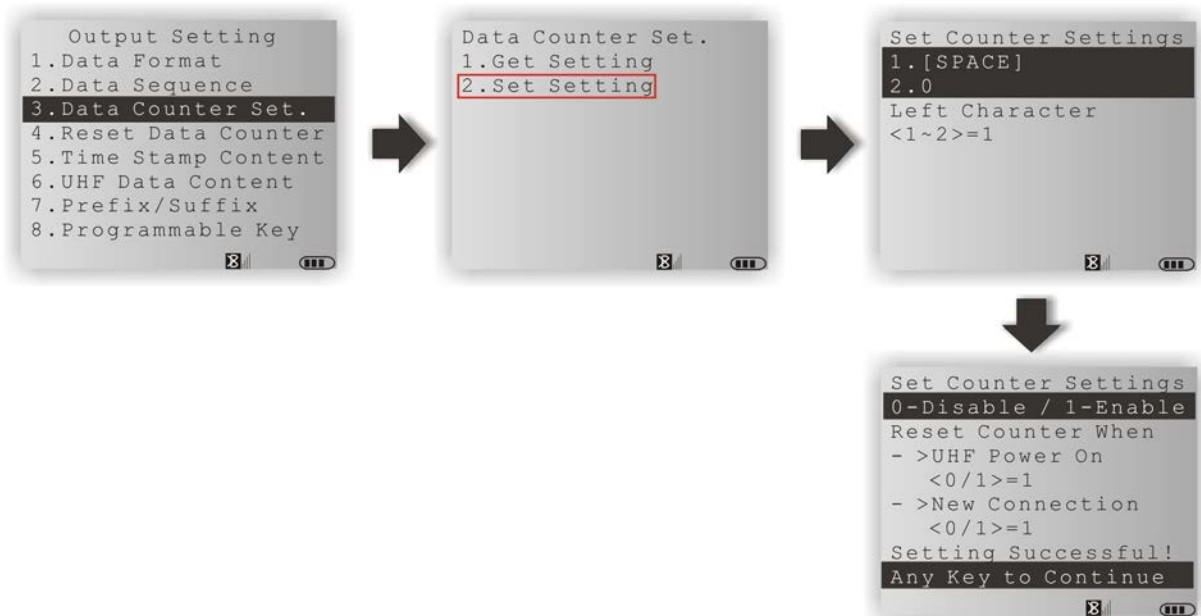 Output Setting
1.Data Format
2.Data Sequence
3.Data Counter Set.
4.Reset Data Counter
5.Time Stamp Content
6.UHF Data Content
7.Prefix/Suffix
8.Programmable Key
Data Counter Set.
1.Get Setting
2.Set Setting
Set Counter Settings
1.[SPACE]
2.0
Left Character
<1~2>=1
Set Counter Settings
0-Disable / 1-Enable
Reset Counter When
- >UHF Power On
<0/1>=1
- >New Connection
<0/1>=1
Setting Successful!
Any Key to Continue